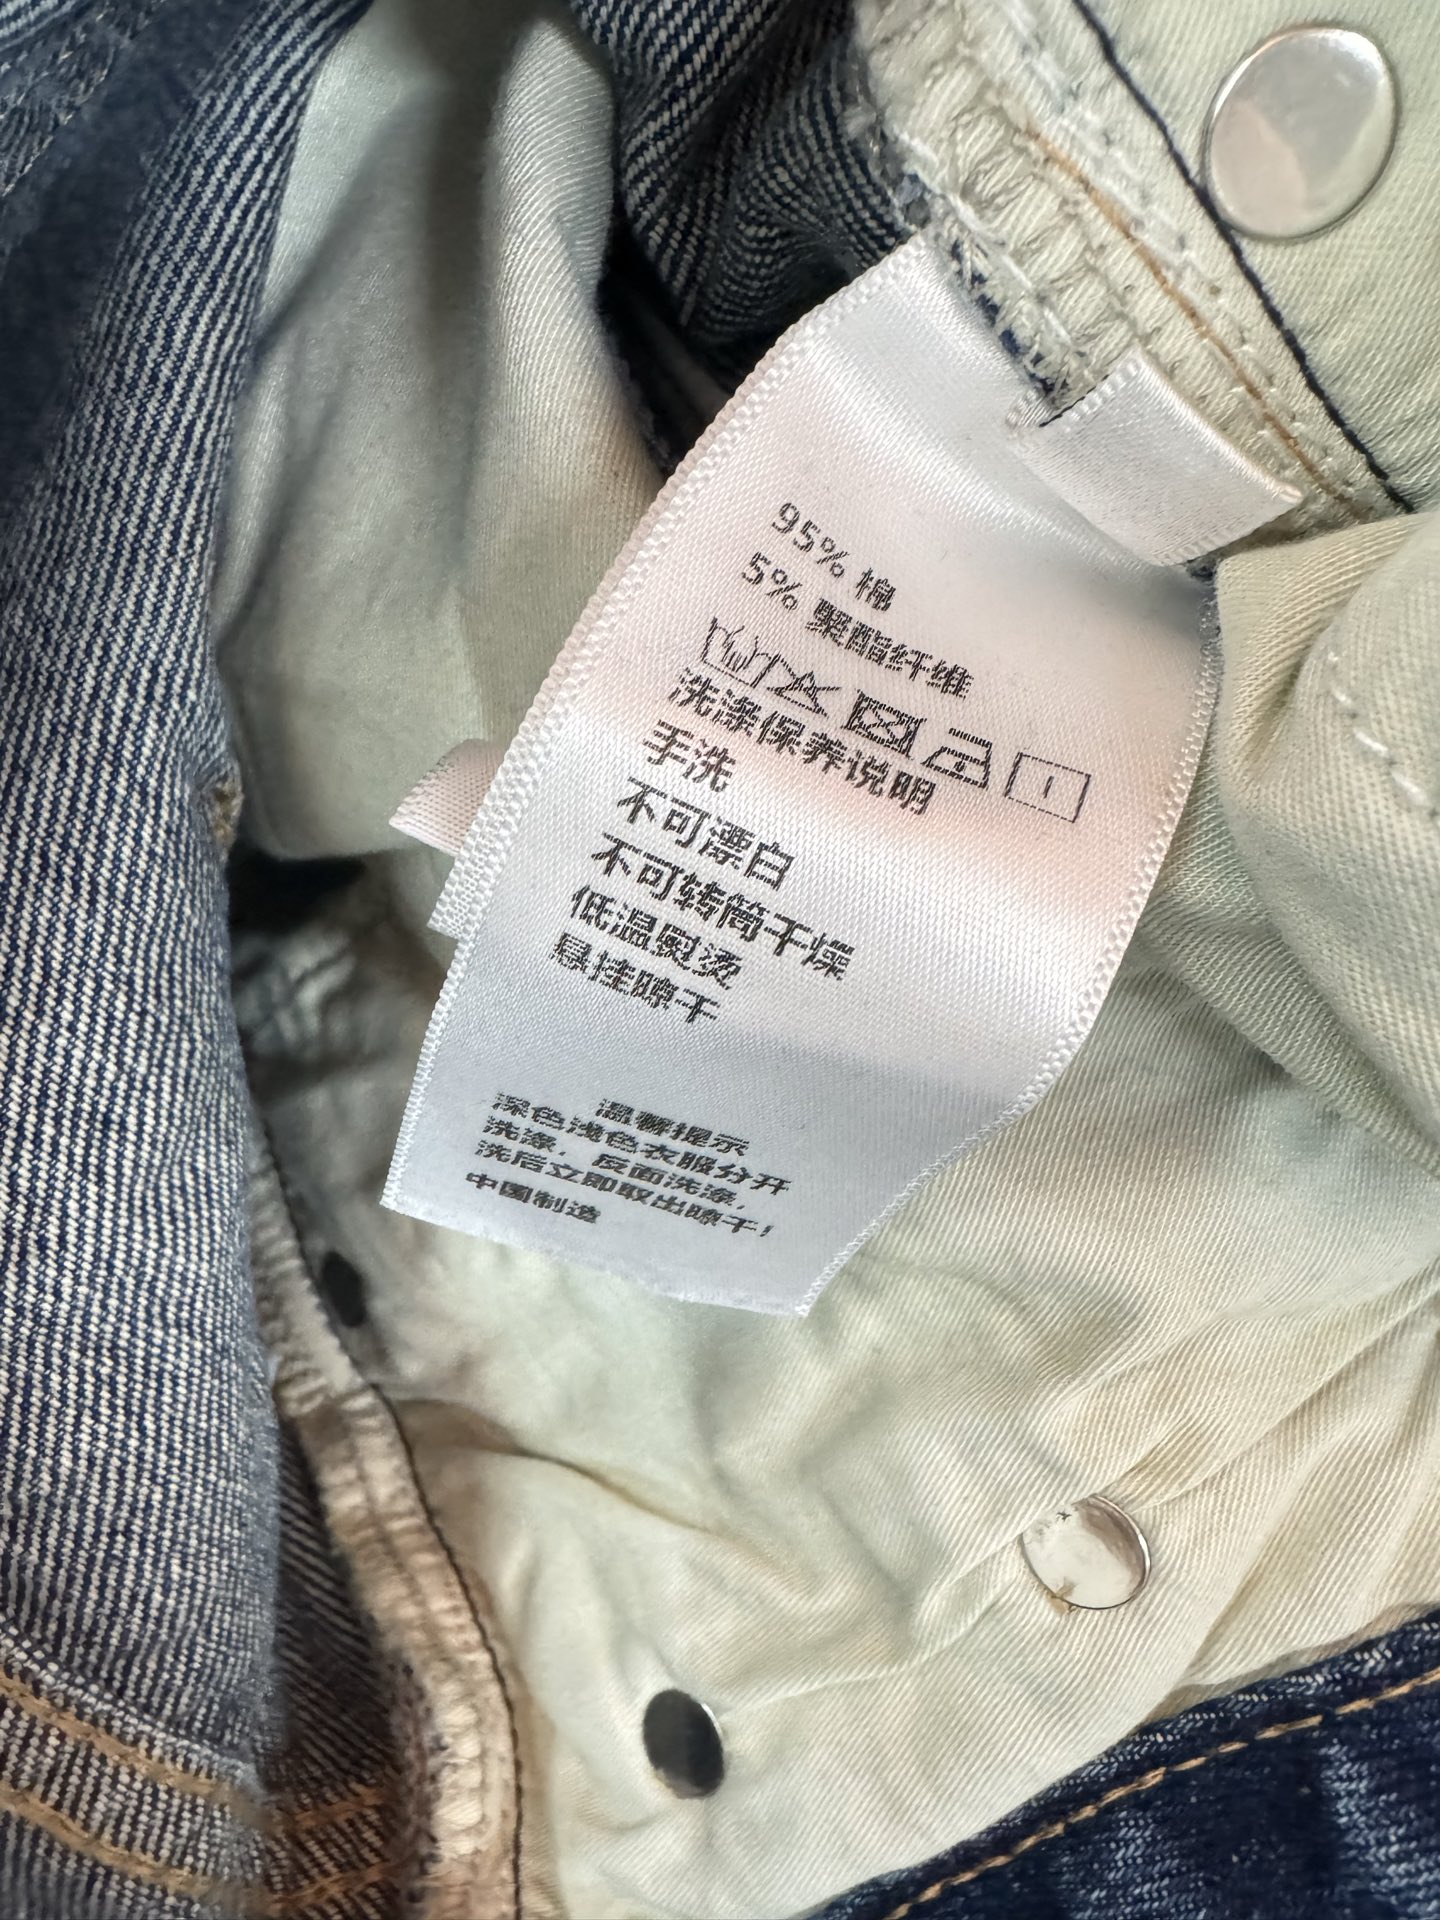 95% 棉
5% 聚酯纤维
洗涤保养说明
手洗
不可漂白
不可转筒干燥
低温熨烫
悬挂晾干
温馨提示
深色浅色衣服分开
洗涤，反面洗涤，
洗后立即取出晾干！
中国制造